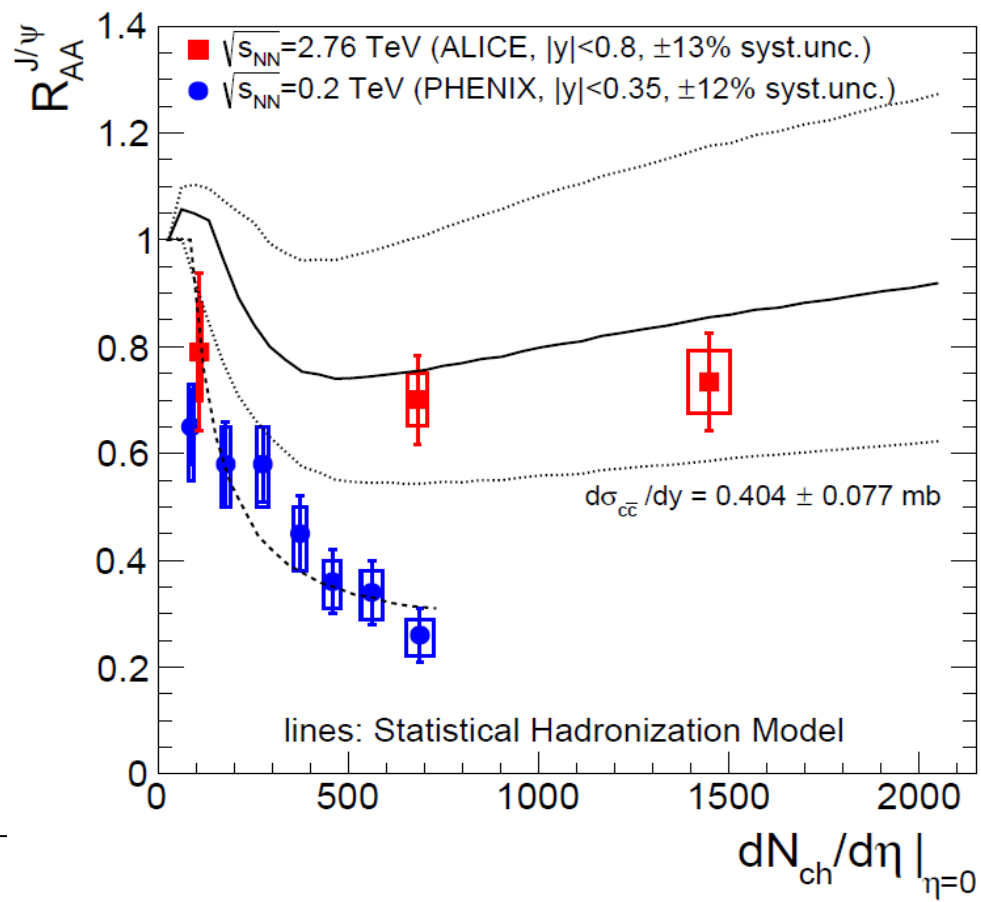 R_AA^J/ψ
1.4
1.2
1
0.8
0.6
0.4
0.2
0
√s_NN=2.76 TeV (ALICE, |y|<0.8, ±13% syst.unc.)
√s_NN=0.2 TeV (PHENIX, |y|<0.35, ±12% syst.unc.)
dσ_cc̄ /dy = 0.404 ± 0.077 mb
lines: Statistical Hadronization Model
0 500 1000 1500 2000
dN_ch/dη |_η=0